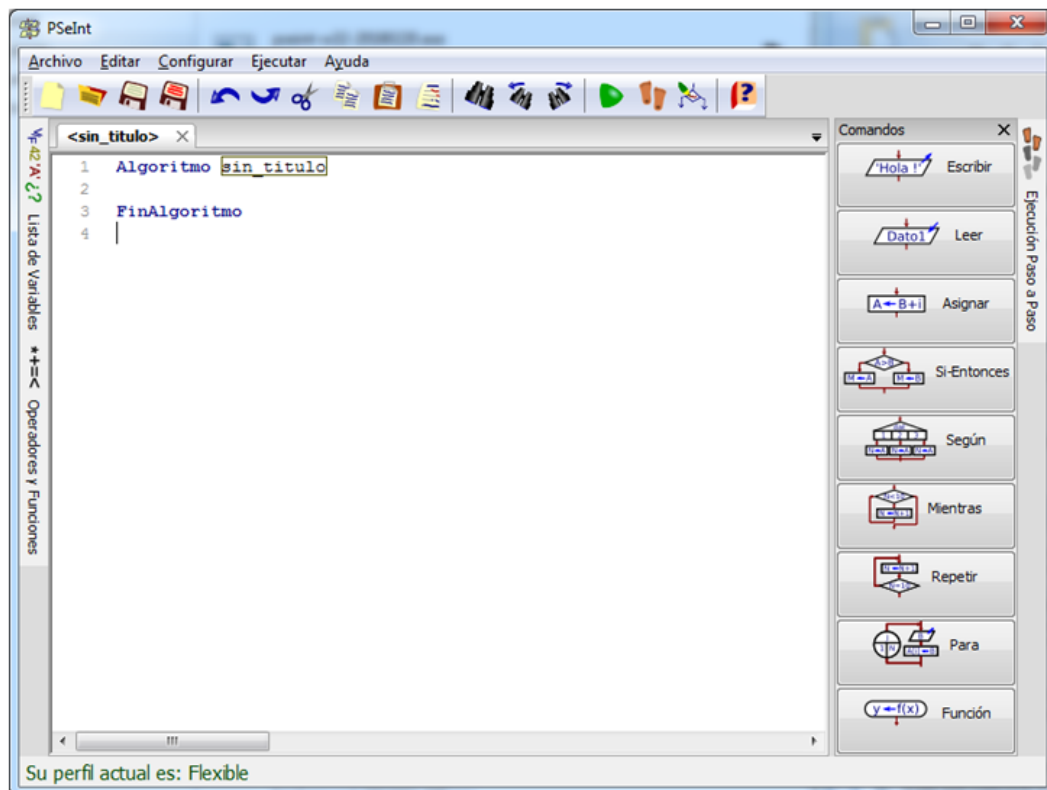 PSeInt
Archivo Editar Configurar Ejecutar Ayuda
<sin_titulo>
1 Algoritmo sin_titulo
2
3 FinAlgoritmo
4
Lista de Variables
*+=< Operadores y Funciones
Comandos
'Hola !' Escribir
Dato1 Leer
A←B+i Asignar
A>B M←A M←B Si-Entonces
Según
Mientras
Repetir
Para
y←f(x) Función
Ejecución Paso a Paso
Su perfil actual es: Flexible